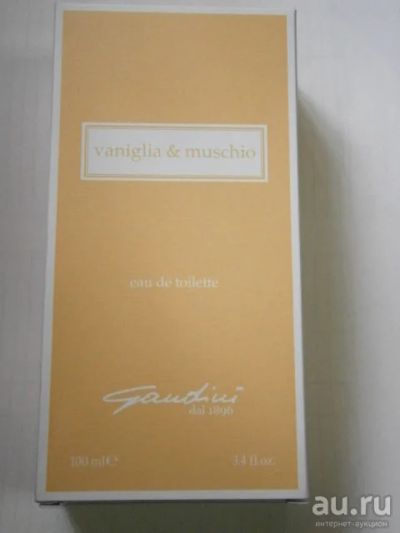 vaniglia & muschio
eau de toilette
Gandini
dal 1896
100 ml ℮
3.4 fl.oz.
au.ru
интернет-аукцион